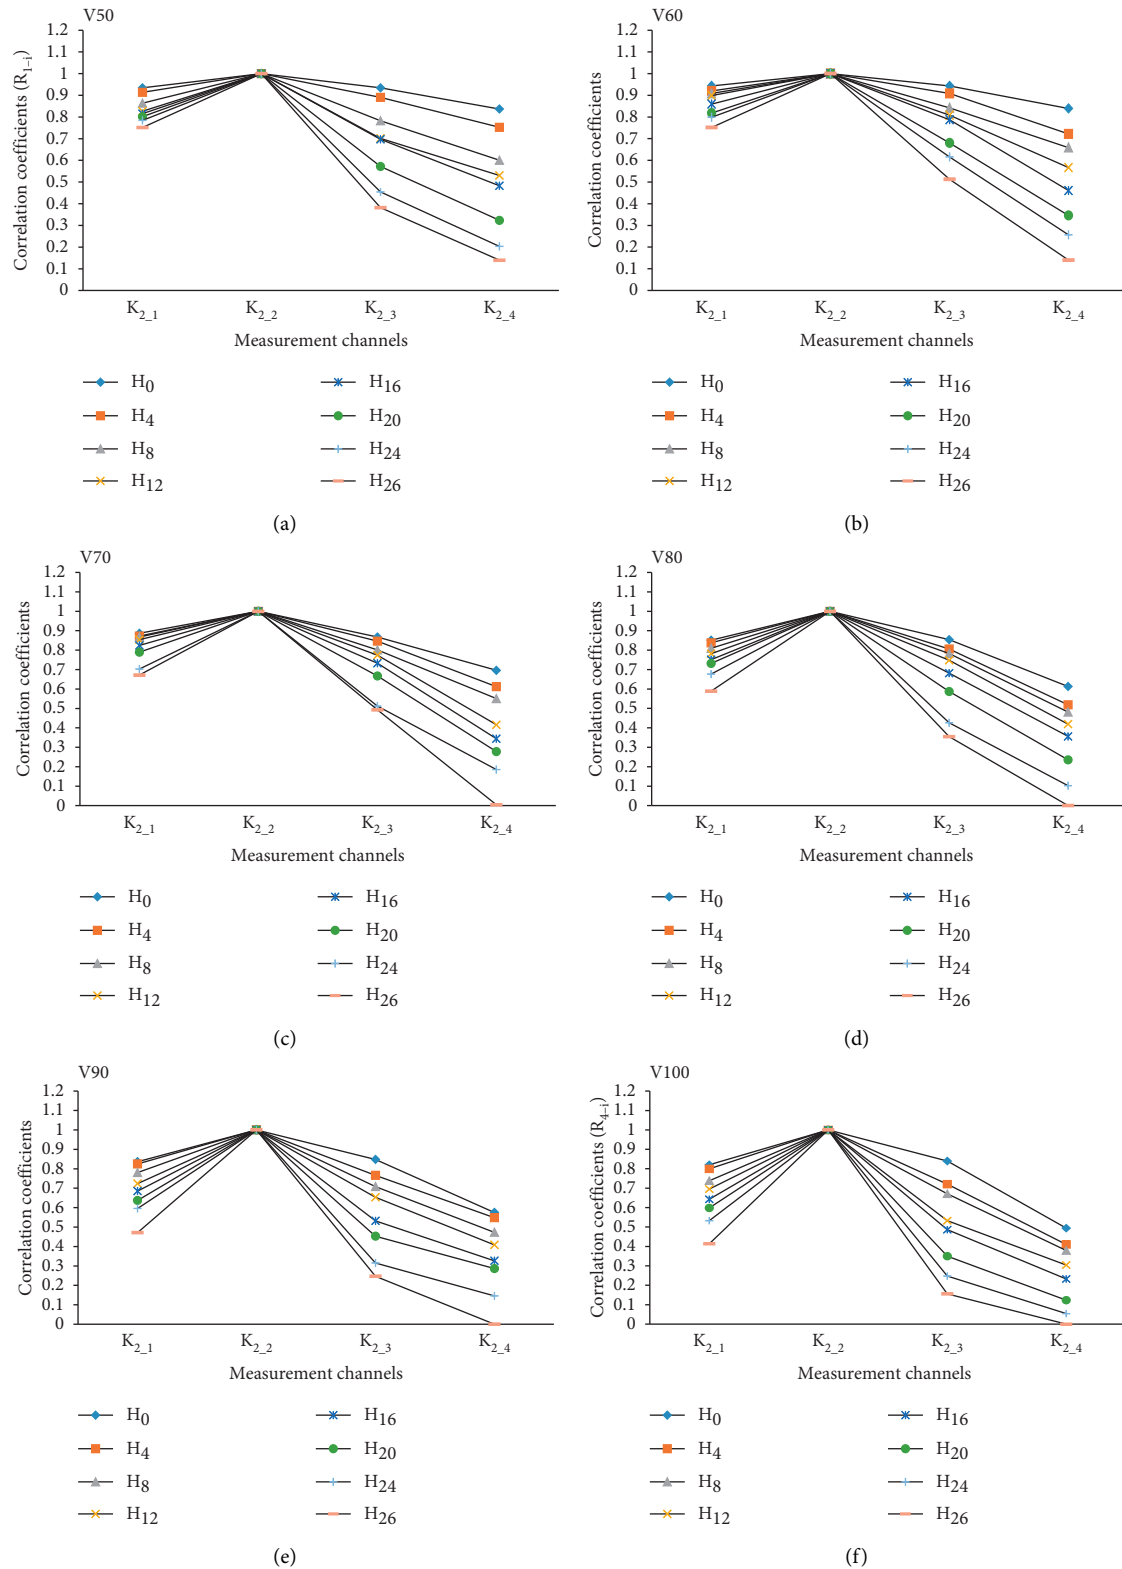 V50
Correlation coefficients (R1–i)
1.2
1.1
1
0.9
0.8
0.7
0.6
0.5
0.4
0.3
0.2
0.1
0
K2_1 K2_2 K2_3 K2_4
Measurement channels
H0 H16
H4 H20
H8 H24
H12 H26
(a)
V60
Correlation coefficients
1.2
1.1
1
0.9
0.8
0.7
0.6
0.5
0.4
0.3
0.2
0.1
0
K2_1 K2_2 K2_3 K2_4
Measurement channels
H0 H16
H4 H20
H8 H24
H12 H26
(b)
V70
Correlation coefficients
1.2
1.1
1
0.9
0.8
0.7
0.6
0.5
0.4
0.3
0.2
0.1
0
K2_1 K2_2 K2_3 K2_4
Measurement channels
H0 H16
H4 H20
H8 H24
H12 H26
(c)
V80
Correlation coefficients
1.2
1.1
1
0.9
0.8
0.7
0.6
0.5
0.4
0.3
0.2
0.1
0
K2_1 K2_2 K2_3 K2_4
Measurement channels
H0 H16
H4 H20
H8 H24
H12 H26
(d)
V90
Correlation coefficients
1.2
1.1
1
0.9
0.8
0.7
0.6
0.5
0.4
0.3
0.2
0.1
0
K2_1 K2_2 K2_3 K2_4
Measurement channels
H0 H16
H4 H20
H8 H24
H12 H26
(e)
V100
Correlation coefficients (R4–i)
1.2
1.1
1
0.9
0.8
0.7
0.6
0.5
0.4
0.3
0.2
0.1
0
K2_1 K2_2 K2_3 K2_4
Measurement channels
H0 H16
H4 H20
H8 H24
H12 H26
(f)